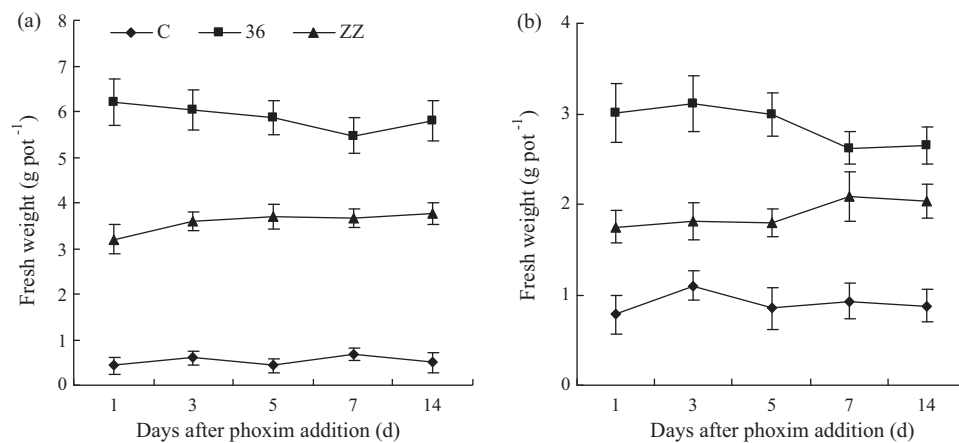 (a)
C 36 ZZ
Fresh weight (g pot⁻¹)
8
7
6
5
4
3
2
1
0
1 3 5 7 14
Days after phoxim addition (d)
(b)
Fresh weight (g pot⁻¹)
4
3
2
1
0
1 3 5 7 14
Days after phoxim addition (d)